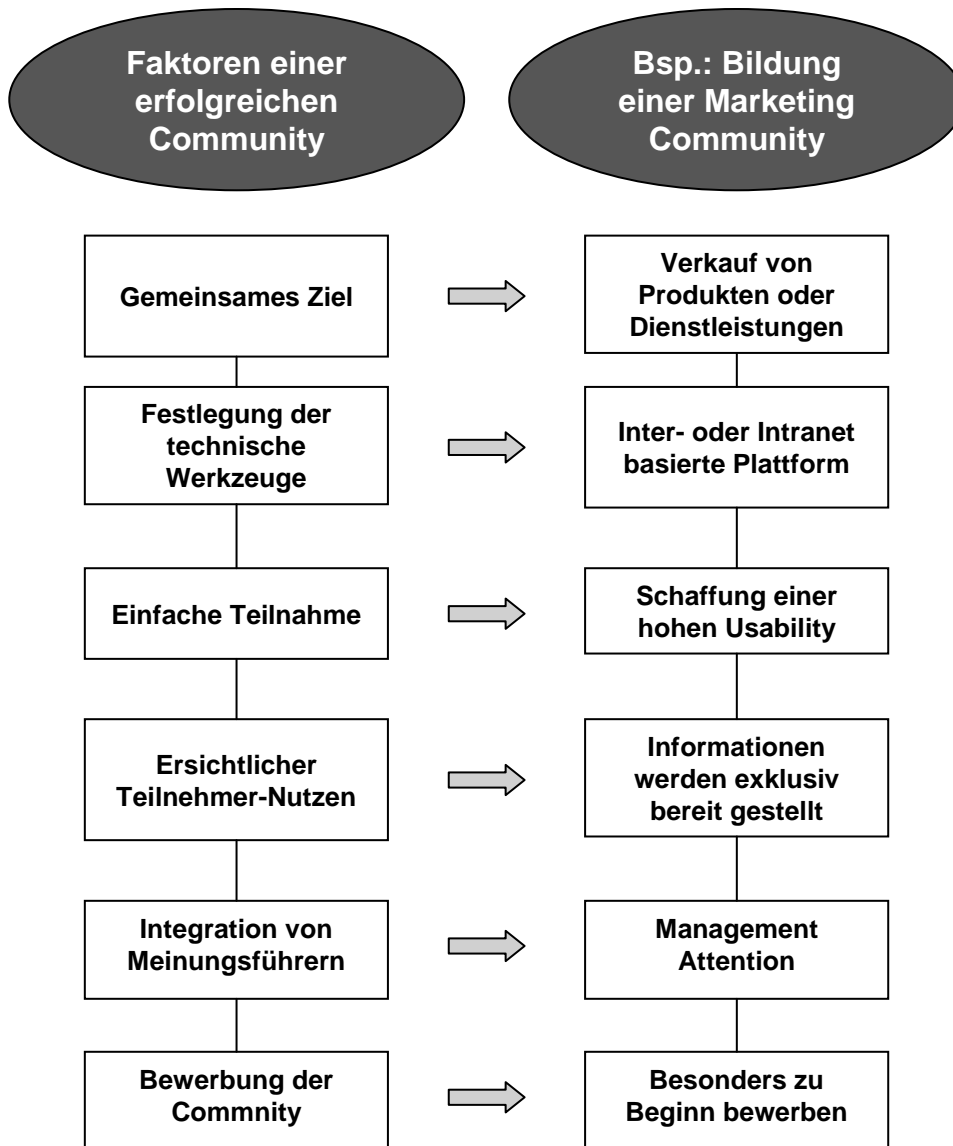 Faktoren einer
erfolgreichen
Community
Bsp.: Bildung
einer Marketing
Community
Gemeinsames Ziel
Verkauf von
Produkten oder
Dienstleistungen
Festlegung der
technische
Werkzeuge
Inter- oder Intranet
basierte Plattform
Einfache Teilnahme
Schaffung einer
hohen Usability
Ersichtlicher
Teilnehmer-Nutzen
Informationen
werden exklusiv
bereit gestellt
Integration von
Meinungsführern
Management
Attention
Bewerbung der
Commnity
Besonders zu
Beginn bewerben